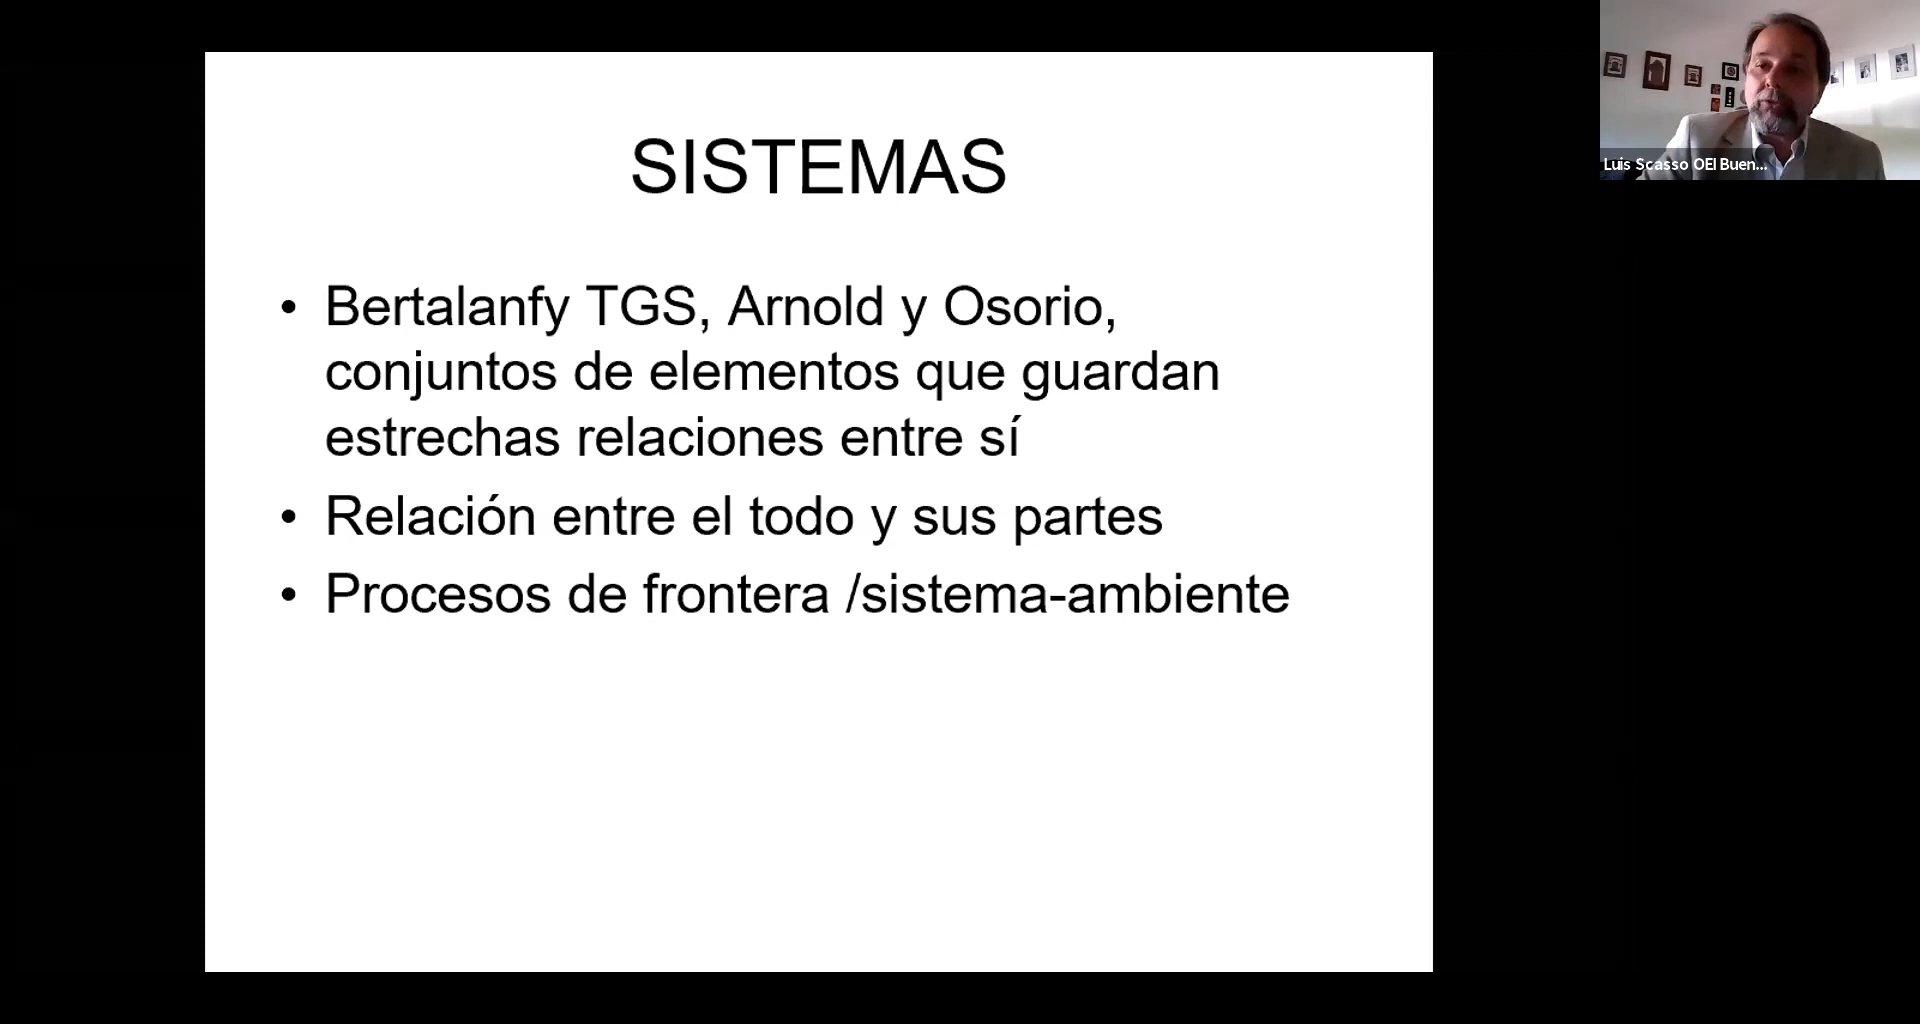 SISTEMAS
• Bertalanfy TGS, Arnold y Osorio,
conjuntos de elementos que guardan
estrechas relaciones entre sí
• Relación entre el todo y sus partes
• Procesos de frontera /sistema-ambiente
Luis Scasso OEI Buen...